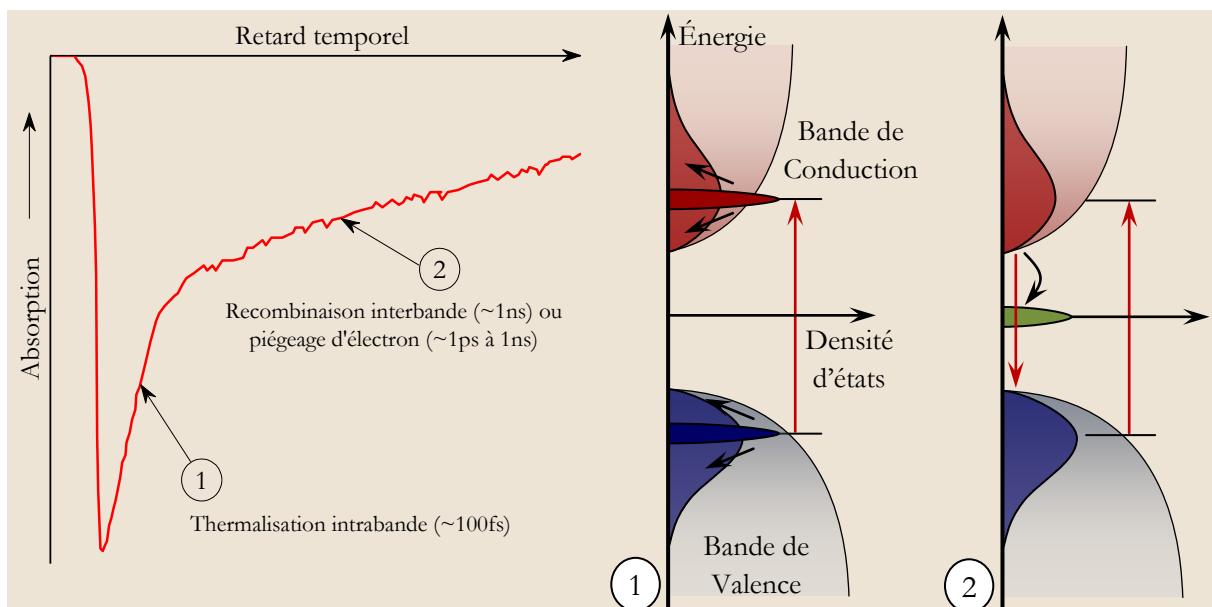 Retard temporel
Absorption
2
Recombinaison interbande (~1ns) ou
piégeage d'électron (~1ps à 1ns)
1
Thermalisation intrabande (~100fs)
Énergie
Bande de
Conduction
Densité
d’états
Bande de
Valence
1
2